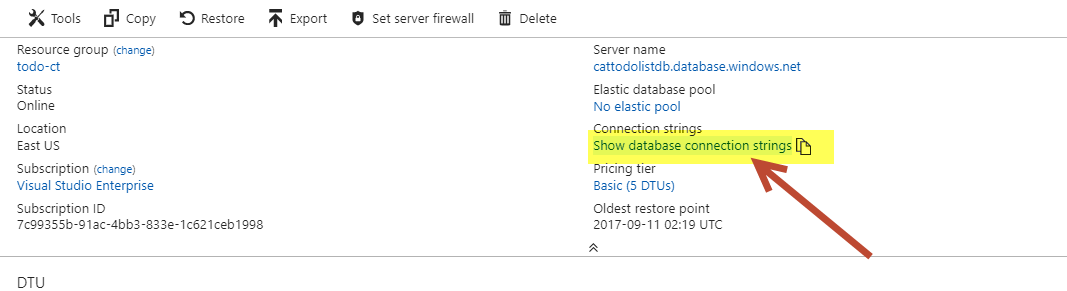 Tools Copy Restore Export Set server firewall Delete
Resource group (change)
todo-ct
Status
Online
Location
East US
Subscription (change)
Visual Studio Enterprise
Subscription ID
7c99355b-91ac-4bb3-833e-1c621ceb1998
Server name
cattodolistdb.database.windows.net
Elastic database pool
No elastic pool
Connection strings
Show database connection strings
Pricing tier
Basic (5 DTUs)
Oldest restore point
2017-09-11 02:19 UTC
DTU